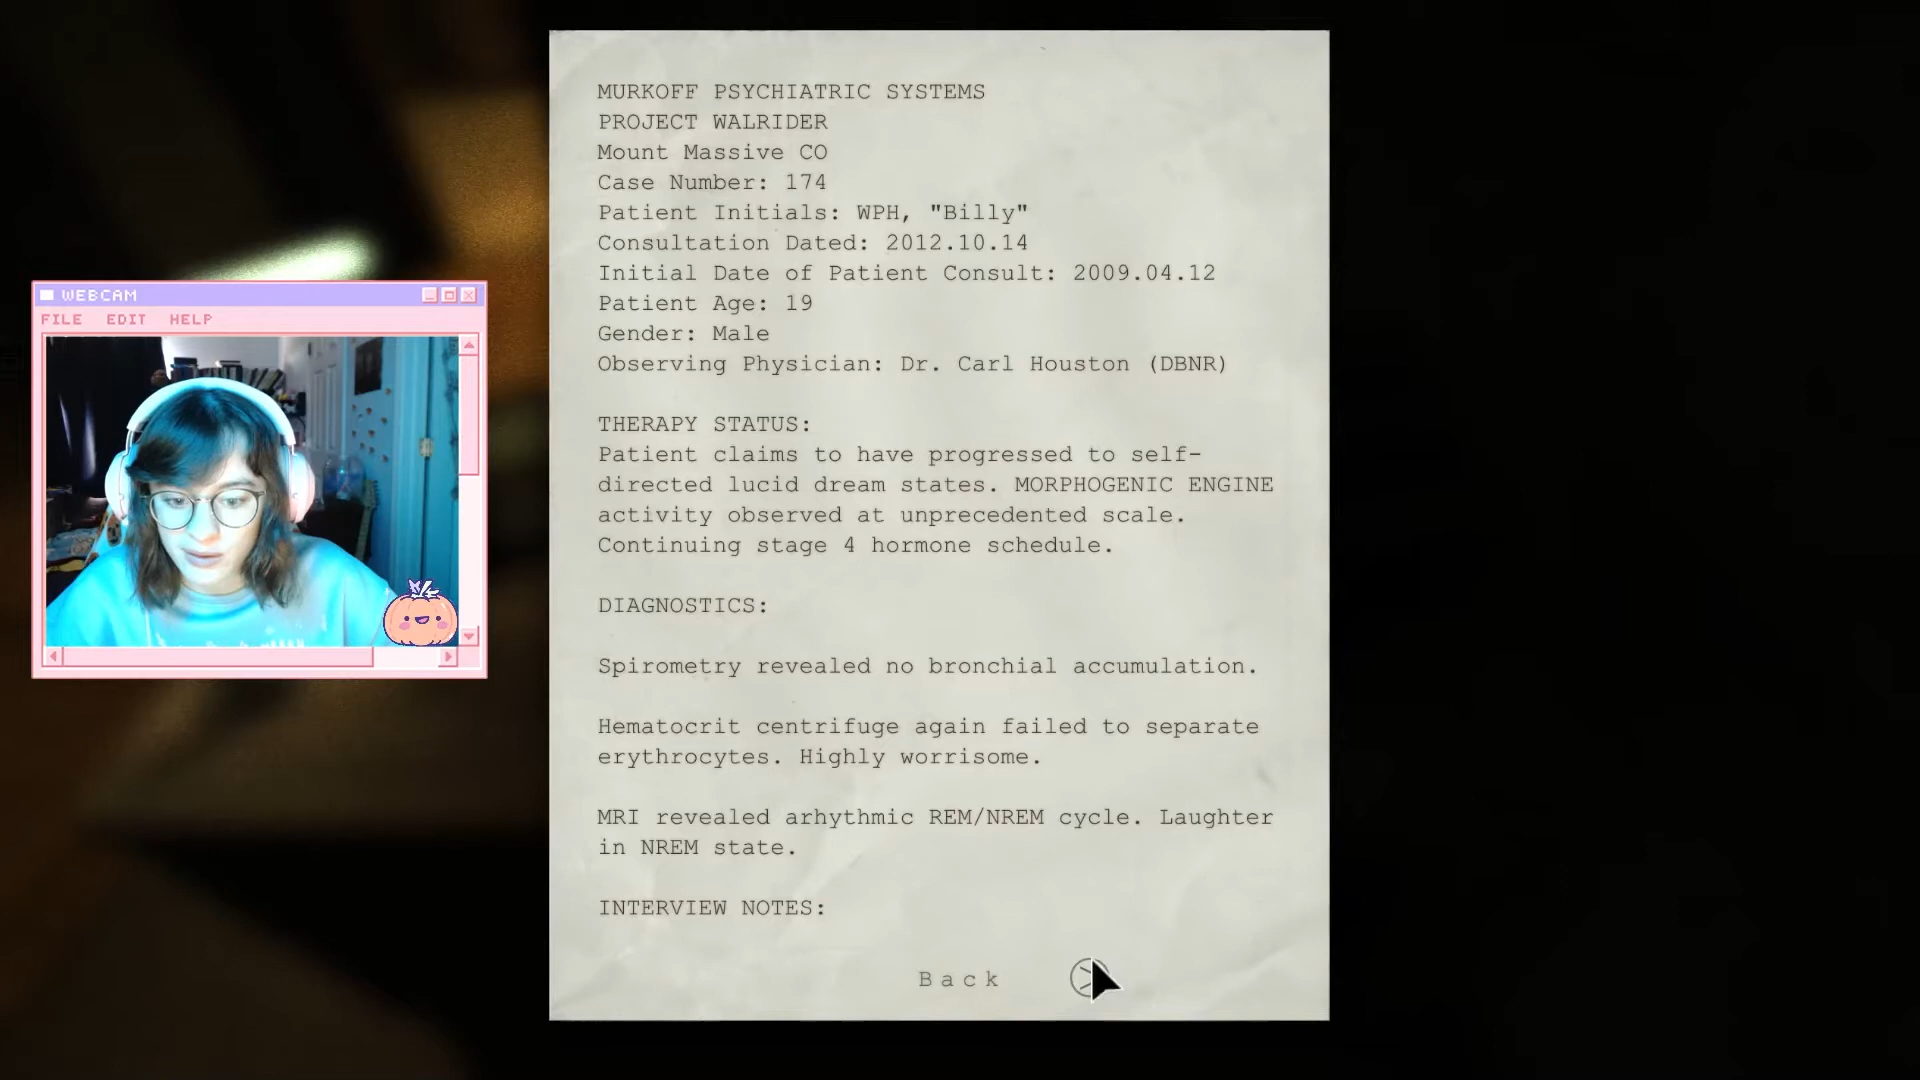 MURKOFF PSYCHIATRIC SYSTEMS
PROJECT WALRIDER
Mount Massive CO
Case Number: 174
Patient Initials: WPH, "Billy"
Consultation Dated: 2012.10.14
Initial Date of Patient Consult: 2009.04.12
Patient Age: 19
Gender: Male
Observing Physician: Dr. Carl Houston (DBNR)
THERAPY STATUS:
Patient claims to have progressed to self-
directed lucid dream states. MORPHOGENIC ENGINE
activity observed at unprecedented scale.
Continuing stage 4 hormone schedule.
DIAGNOSTICS:
Spirometry revealed no bronchial accumulation.
Hematocrit centrifuge again failed to separate
erythrocytes. Highly worrisome.
MRI revealed arhythmic REM/NREM cycle. Laughter
in NREM state.
INTERVIEW NOTES:
Back
WEBCAM
FILE EDIT HELP